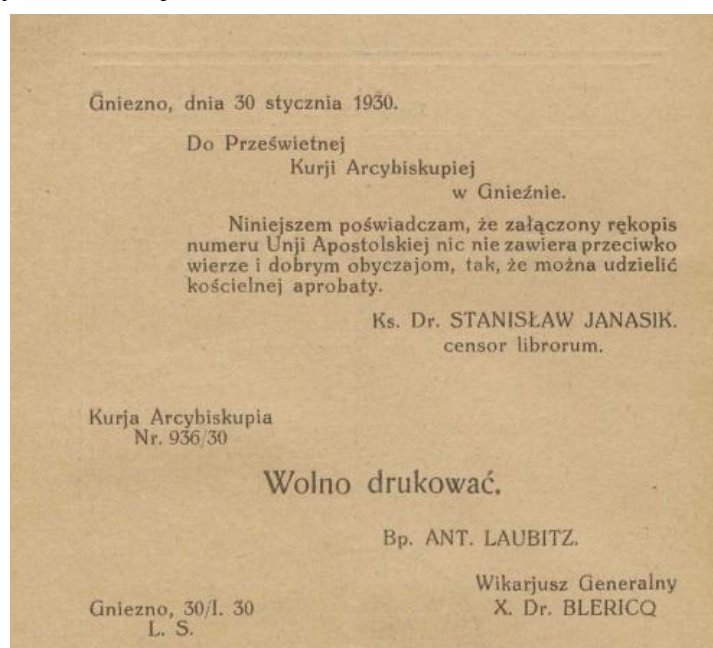 Gniezno, dnia 30 stycznia 1930.
Do Prześwietnej
Kurji Arcybiskupiej
w Gnieźnie.
Niniejszem poświadczam, że załączony rękopis
numeru Unji Apostolskiej nic nie zawiera przeciwko
wierze i dobrym obyczajom, tak, że można udzielić
kościelnej aprobaty.
Ks. Dr. STANISŁAW JANASIK.
censor librorum.
Kurja Arcybiskupia
Nr. 936/30
Wolno drukować.
Bp. ANT. LAUBITZ.
Wikarjusz Generalny
Gniezno, 30/I. 30 X. Dr. BLERICQ
L. S.